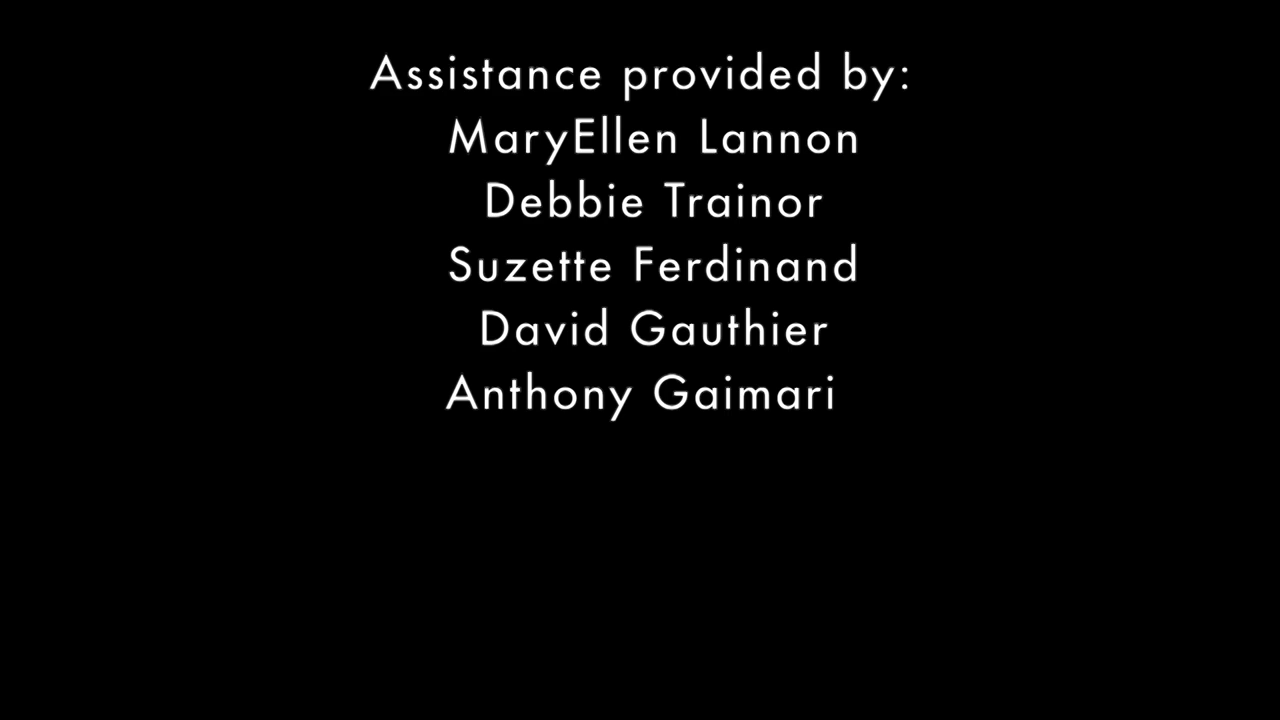 Assistance provided by:
MaryEllen Lannon
Debbie Trainor
Suzette Ferdinand
David Gauthier
Anthony Gaimari